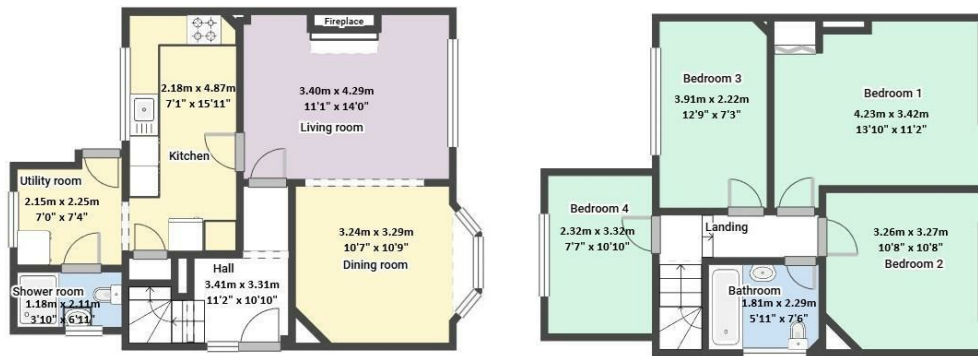 Fireplace
2.18m x 4.87m
7'1" x 15'11"
Kitchen
3.40m x 4.29m
11'1" x 14'0"
Living room
Utility room
2.15m x 2.25m
7'0" x 7'4"
3.24m x 3.29m
10'7" x 10'9"
Dining room
Hall
3.41m x 3.31m
11'2" x 10'10"
Shower room
1.18m x 2.11m
3'10" x 6'11"
Bedroom 3
3.91m x 2.22m
12'9" x 7'3"
Bedroom 1
4.23m x 3.42m
13'10" x 11'2"
Bedroom 4
2.32m x 3.32m
7'7" x 10'10"
Landing
3.26m x 3.27m
10'8" x 10'8"
Bedroom 2
Bathroom
1.81m x 2.29m
5'11" x 7'6"